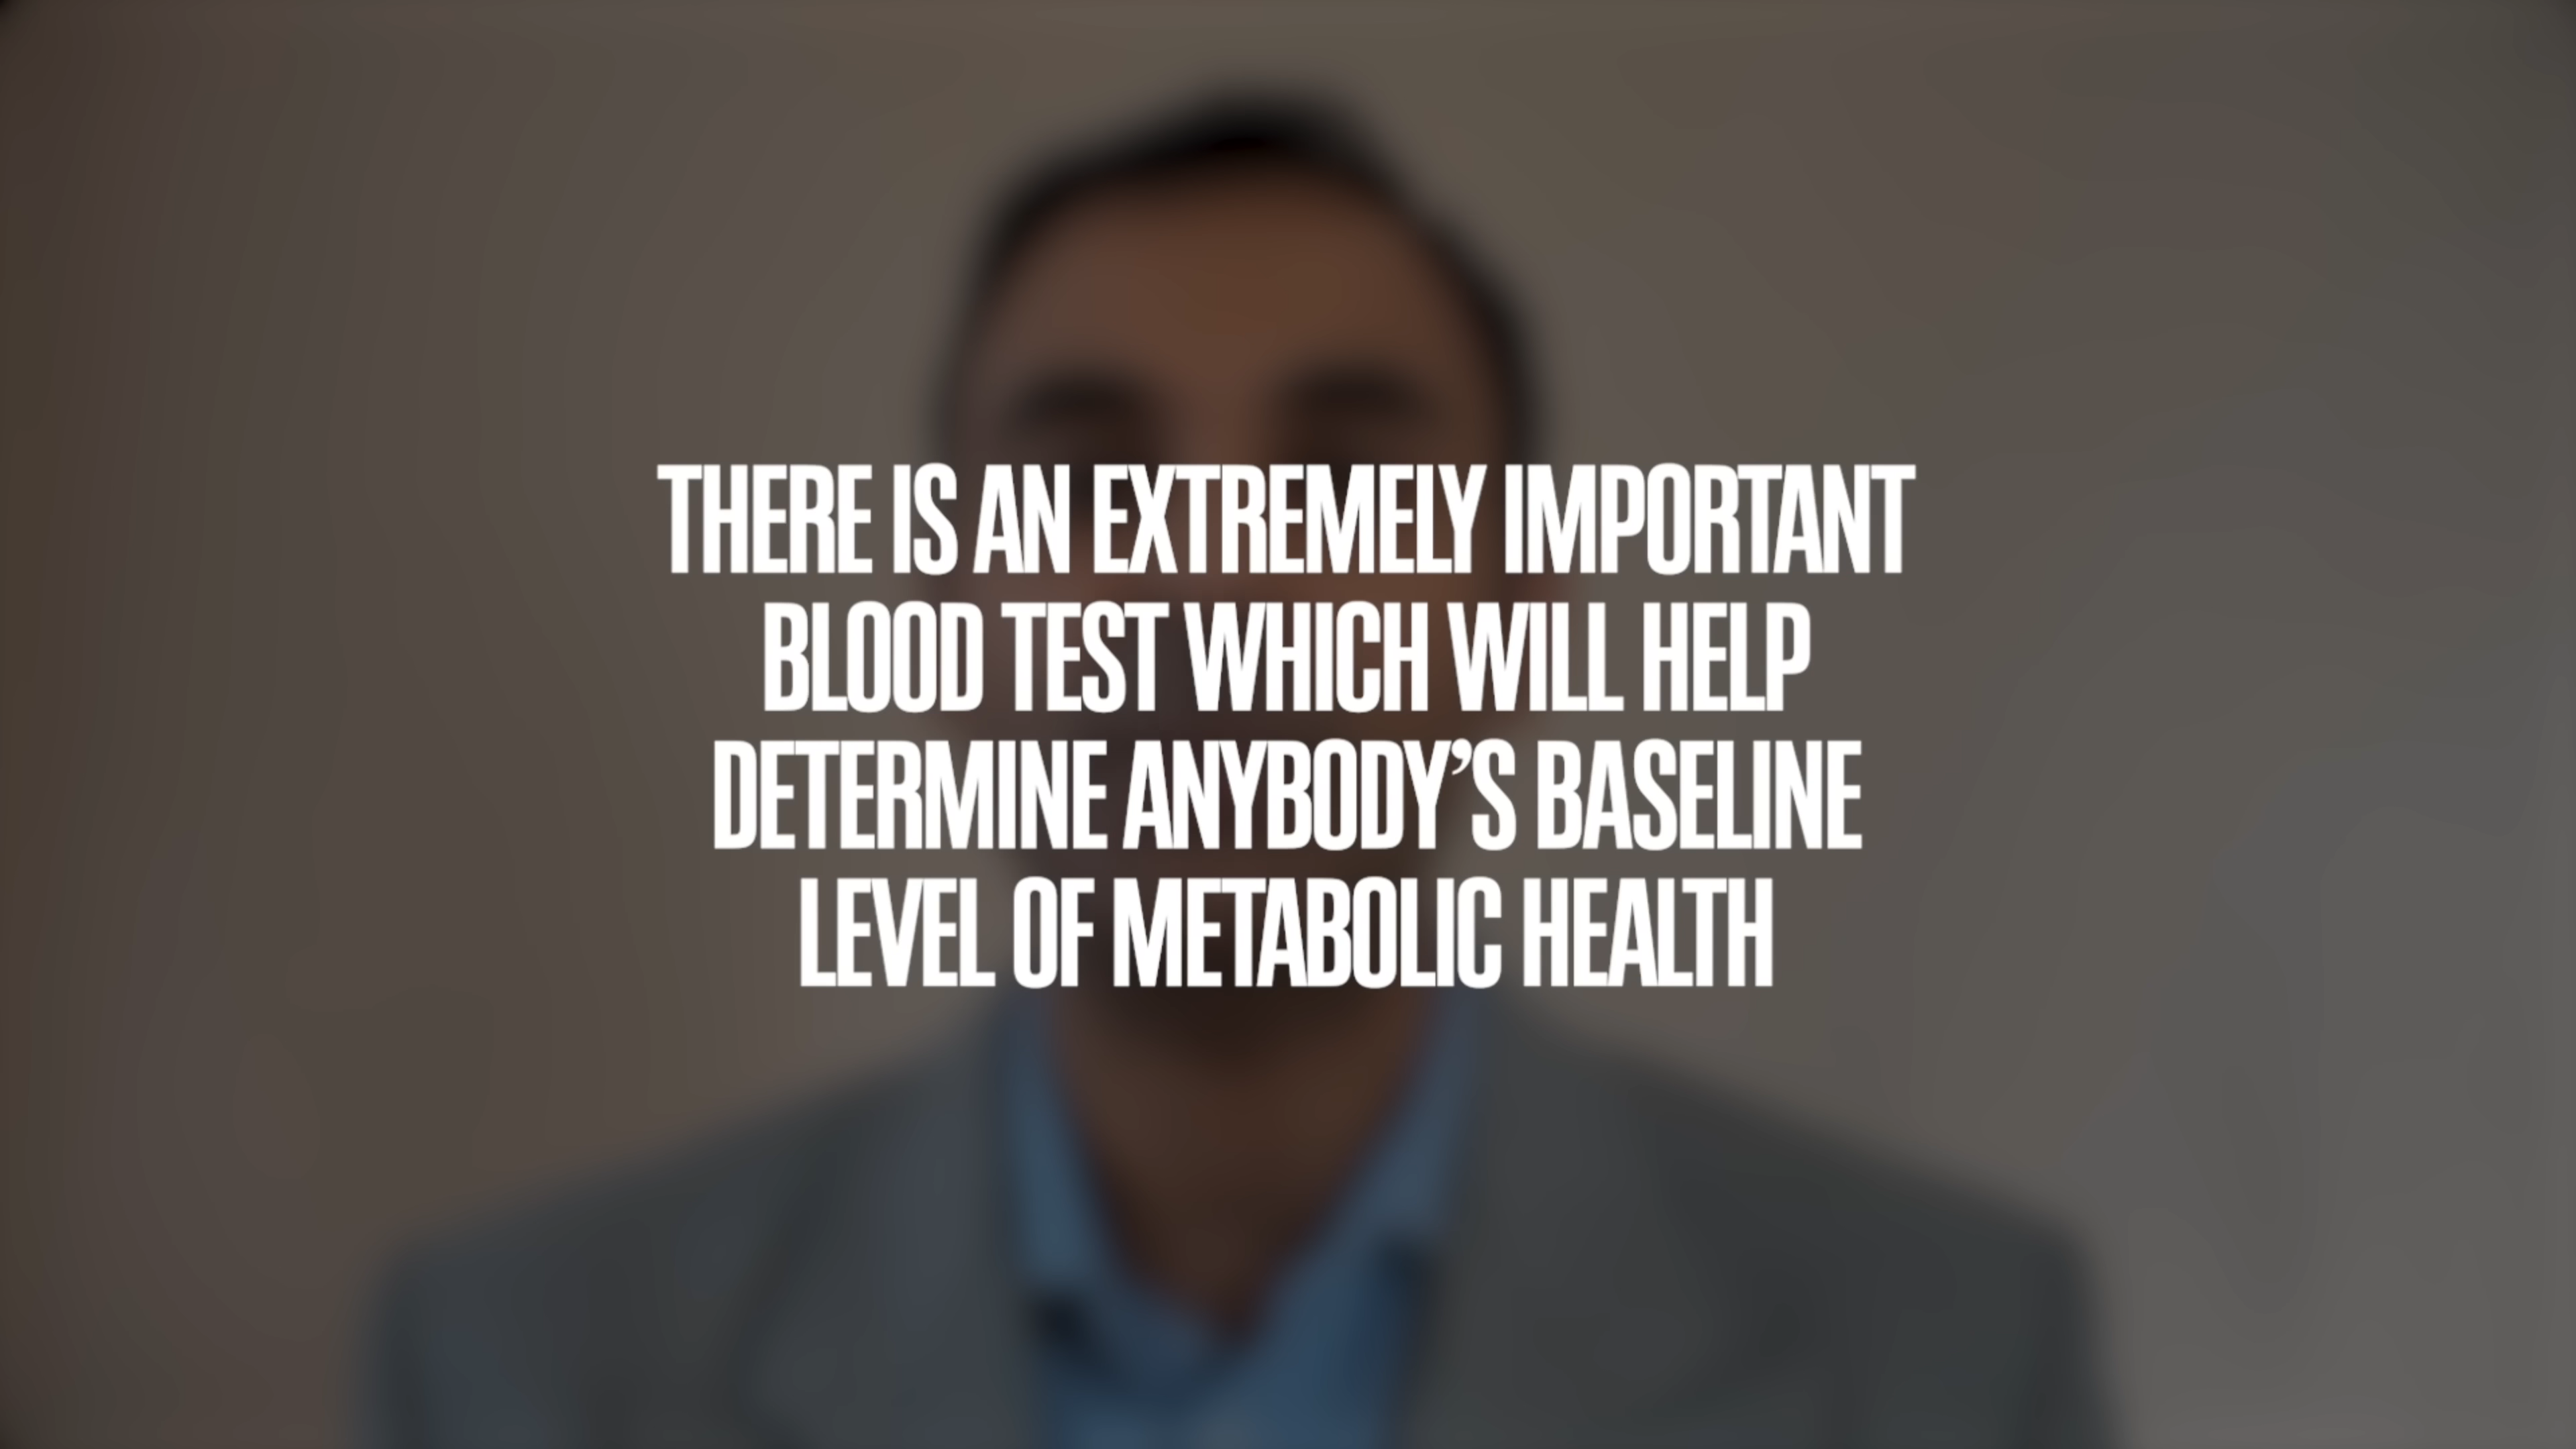 THERE IS AN EXTREMELY IMPORTANT
BLOOD TEST WHICH WILL HELP
DETERMINE ANYBODY’S BASELINE
LEVEL OF METABOLIC HEALTH